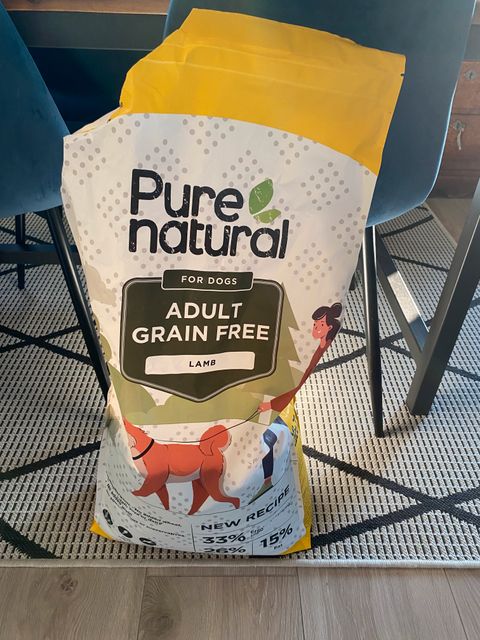 Pure
natural
FOR DOGS
ADULT
GRAIN FREE
LAMB
NEW RECIPE
33%
26%
15%